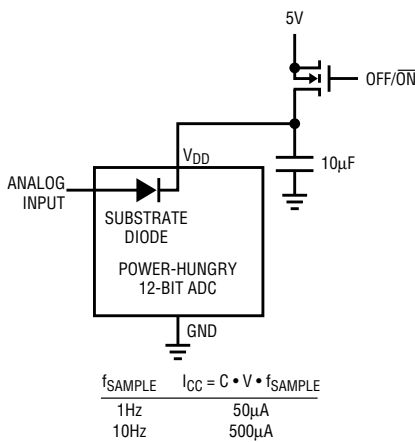 5V
OFF/O̅N̅
VDD
10µF
ANALOG
INPUT
SUBSTRATE
DIODE
POWER-HUNGRY
12-BIT ADC
GND
fSAMPLE ICC = C • V • fSAMPLE
1Hz 50µA
10Hz 500µA